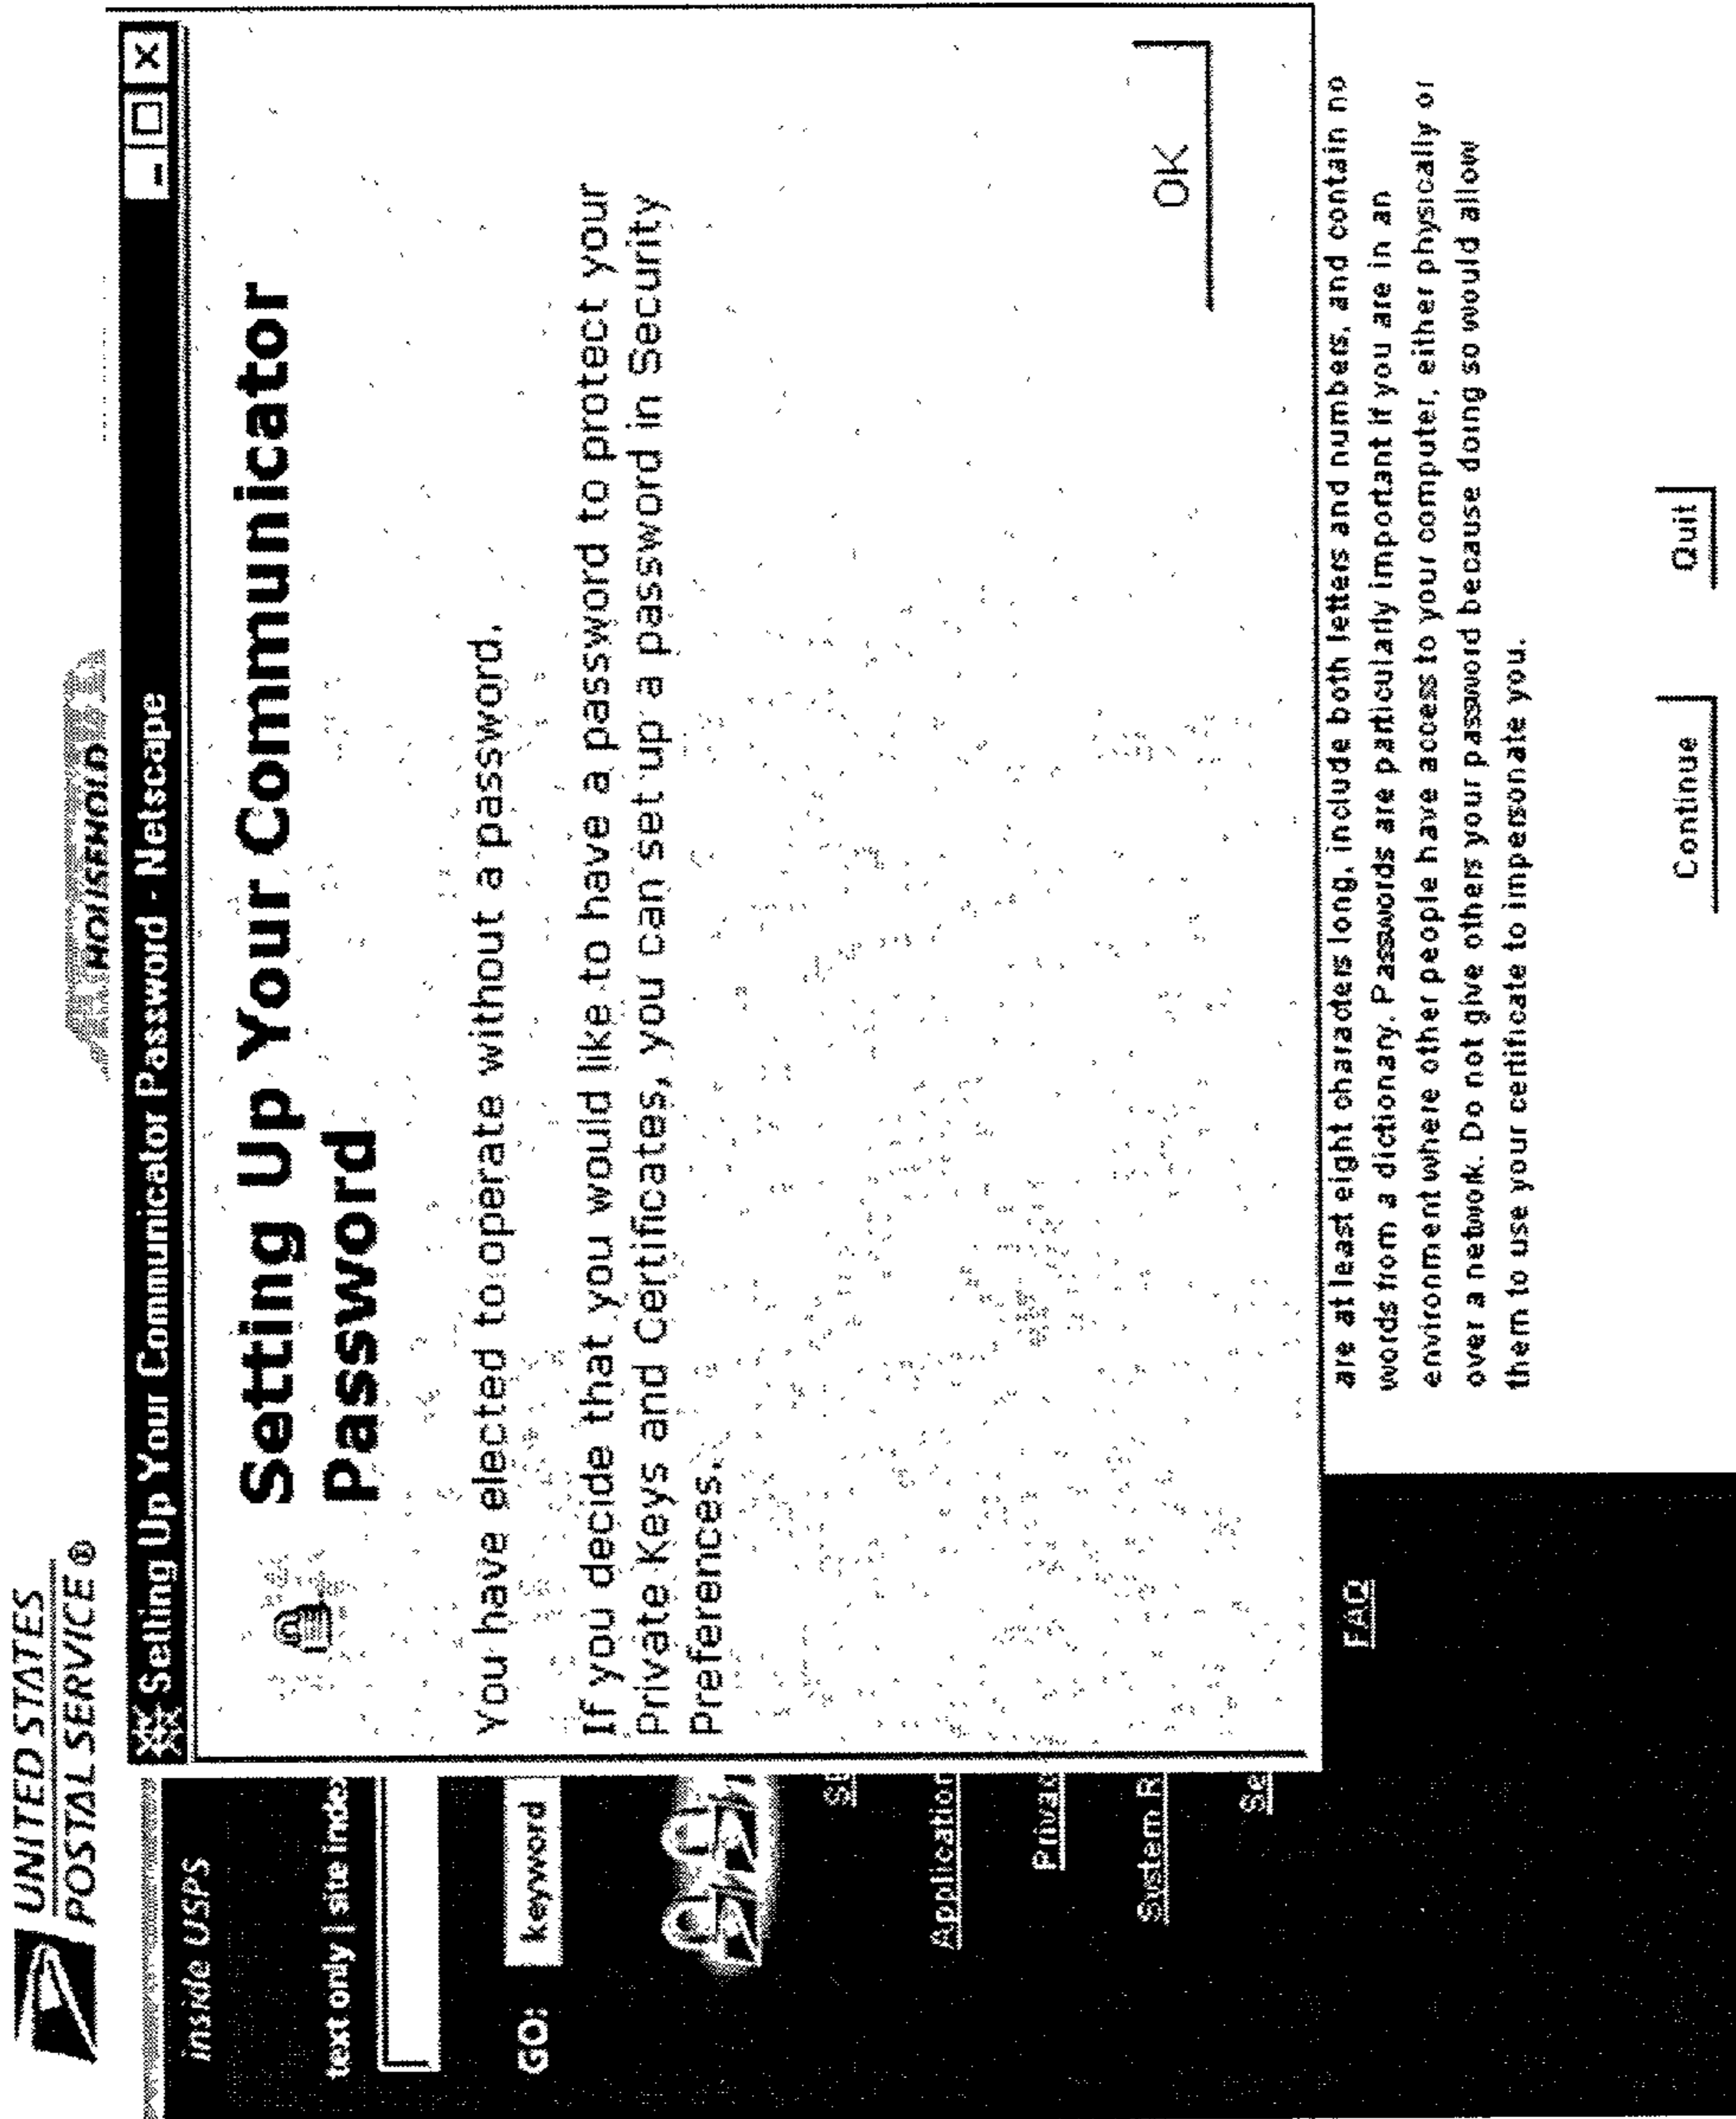 UNITED STATES
POSTAL SERVICE ®
HOUSEHOLD
Setting Up Your Communicator Password - Netscape
inside USPS
text only | site index
GO: keyword
Setting Up Your Communicator
Password
You have elected to operate without a password.
If you decide that you would like to have a password to protect your
Private Keys and Certificates, you can set up a password in Security
Preferences.
OK
Application
Privac
System R
Se
FAQ
are at least eight characters long, include both letters and numbers, and contain no
words from a dictionary. Passwords are particularly important if you are in an
environment where other people have access to your computer, either physically or
over a network. Do not give others your password because doing so would allow
them to use your certificate to impersonate you.
Continue Quit